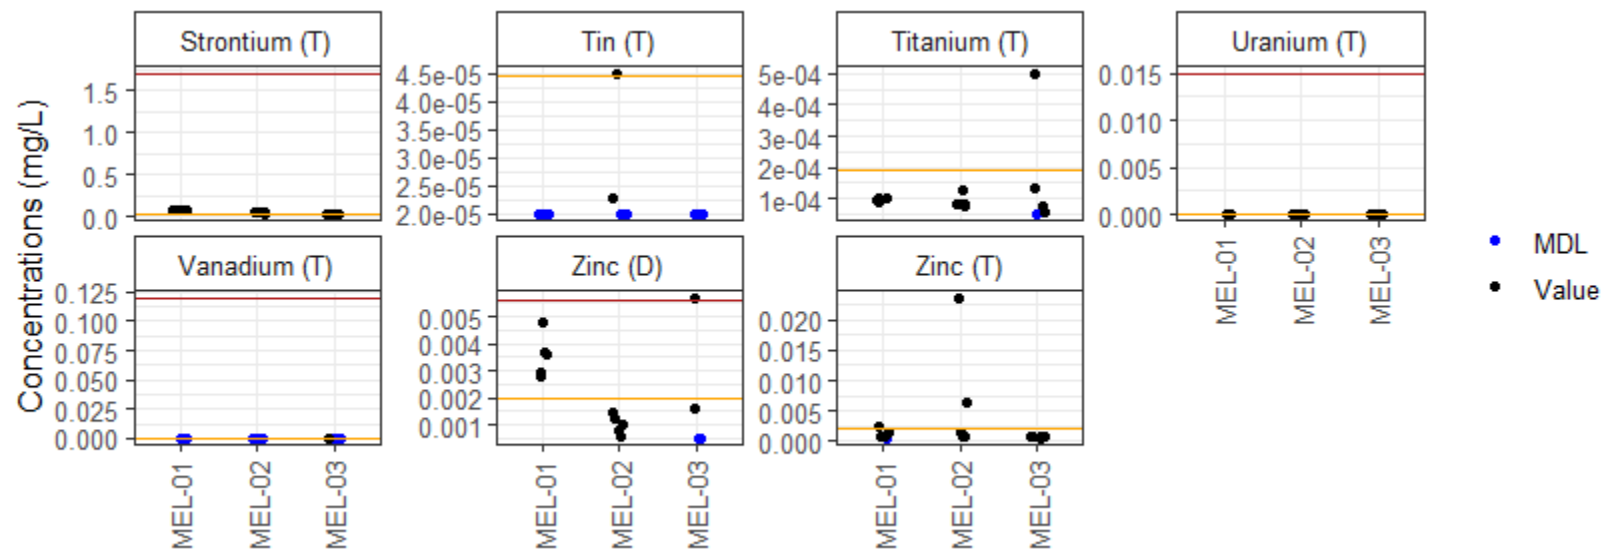 Concentrations (mg/L)
Strontium (T)
1.5
1.0
0.5
0.0
Tin (T)
4.5e-05
4.0e-05
3.5e-05
3.0e-05
2.5e-05
2.0e-05
Titanium (T)
5e-04
4e-04
3e-04
2e-04
1e-04
Uranium (T)
0.015
0.010
0.005
0.000
MEL-01
MEL-02
MEL-03
Vanadium (T)
0.125
0.100
0.075
0.050
0.025
0.000
MEL-01
MEL-02
MEL-03
Zinc (D)
0.005
0.004
0.003
0.002
0.001
MEL-01
MEL-02
MEL-03
Zinc (T)
0.020
0.015
0.010
0.005
0.000
MEL-01
MEL-02
MEL-03
MDL
Value